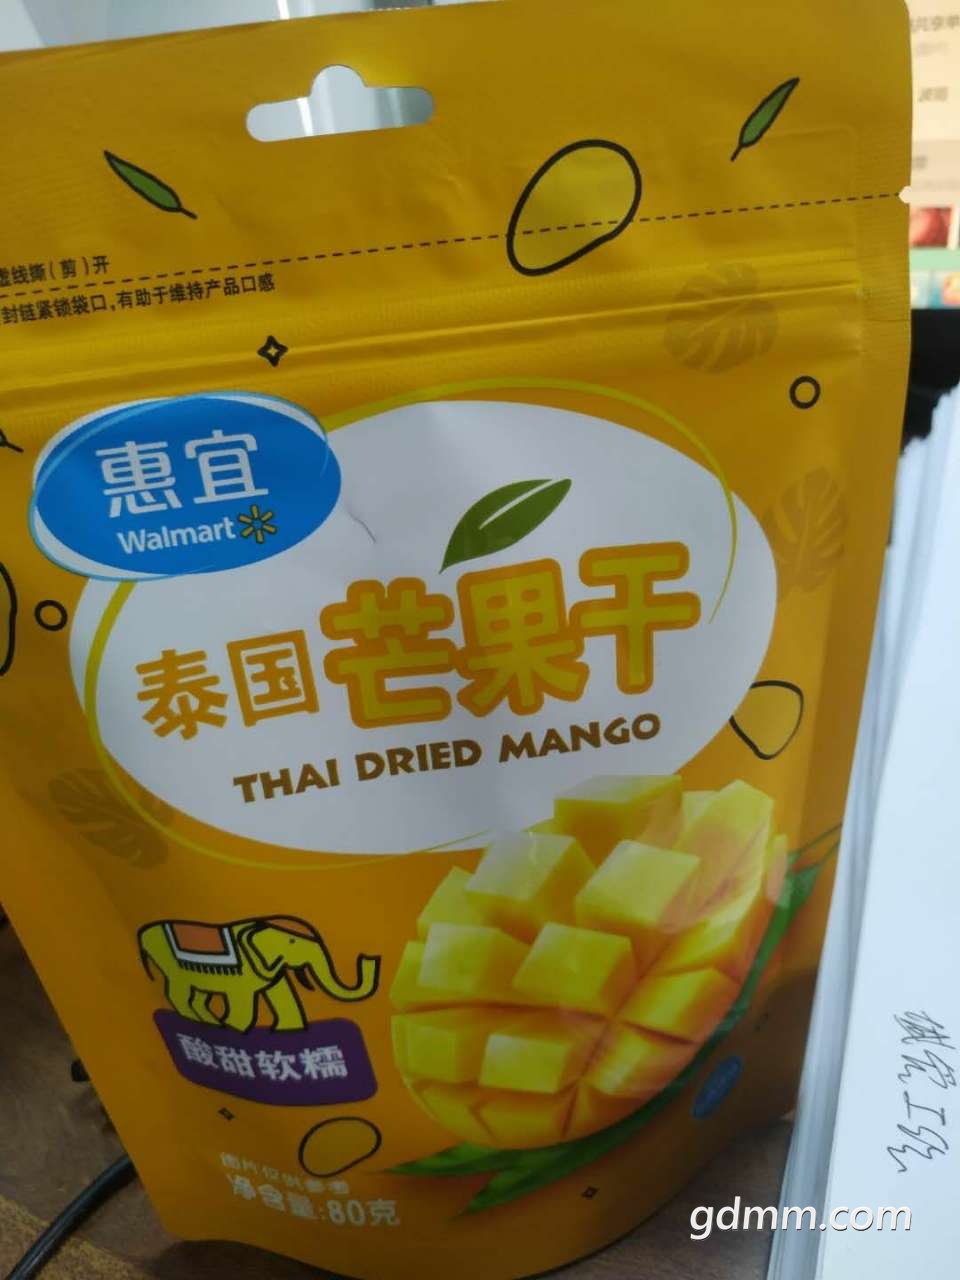 虚线撕(剪)开
封链紧锁袋口,有助于维持产品口感
惠宜
Walmart
泰国芒果干
THAI DRIED MANGO
酸甜软糯
图片仅供参考
净含量:80克
gdmm.com